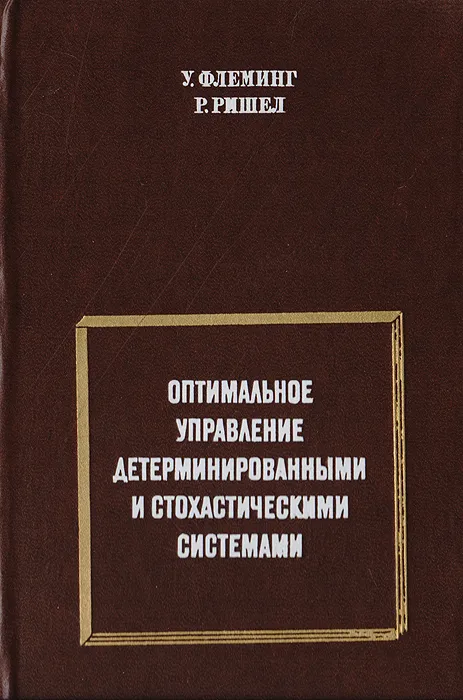 У. ФЛЕМИНГ
Р. РИШЕЛ
ОПТИМАЛЬНОЕ
УПРАВЛЕНИЕ
ДЕТЕРМИНИРОВАННЫМИ
И СТОХАСТИЧЕСКИМИ
СИСТЕМАМИ